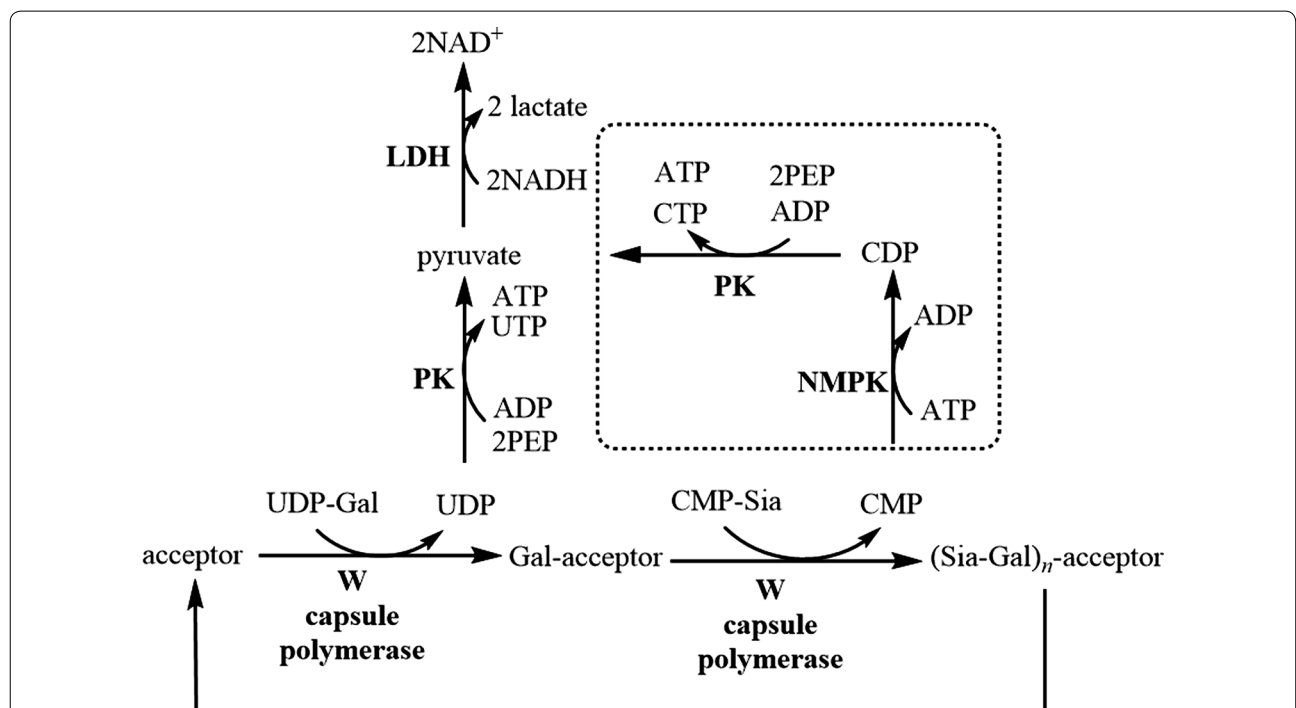 2NAD⁺
2 lactate
LDH
2NADH
ATP 2PEP
CTP ADP
pyruvate
CDP
PK
ATP
UTP
ADP
PK
NMPK
ADP
ATP
2PEP
UDP-Gal UDP
CMP-Sia CMP
acceptor Gal-acceptor (Sia-Gal)ₙ-acceptor
W
capsule
polymerase
W
capsule
polymerase